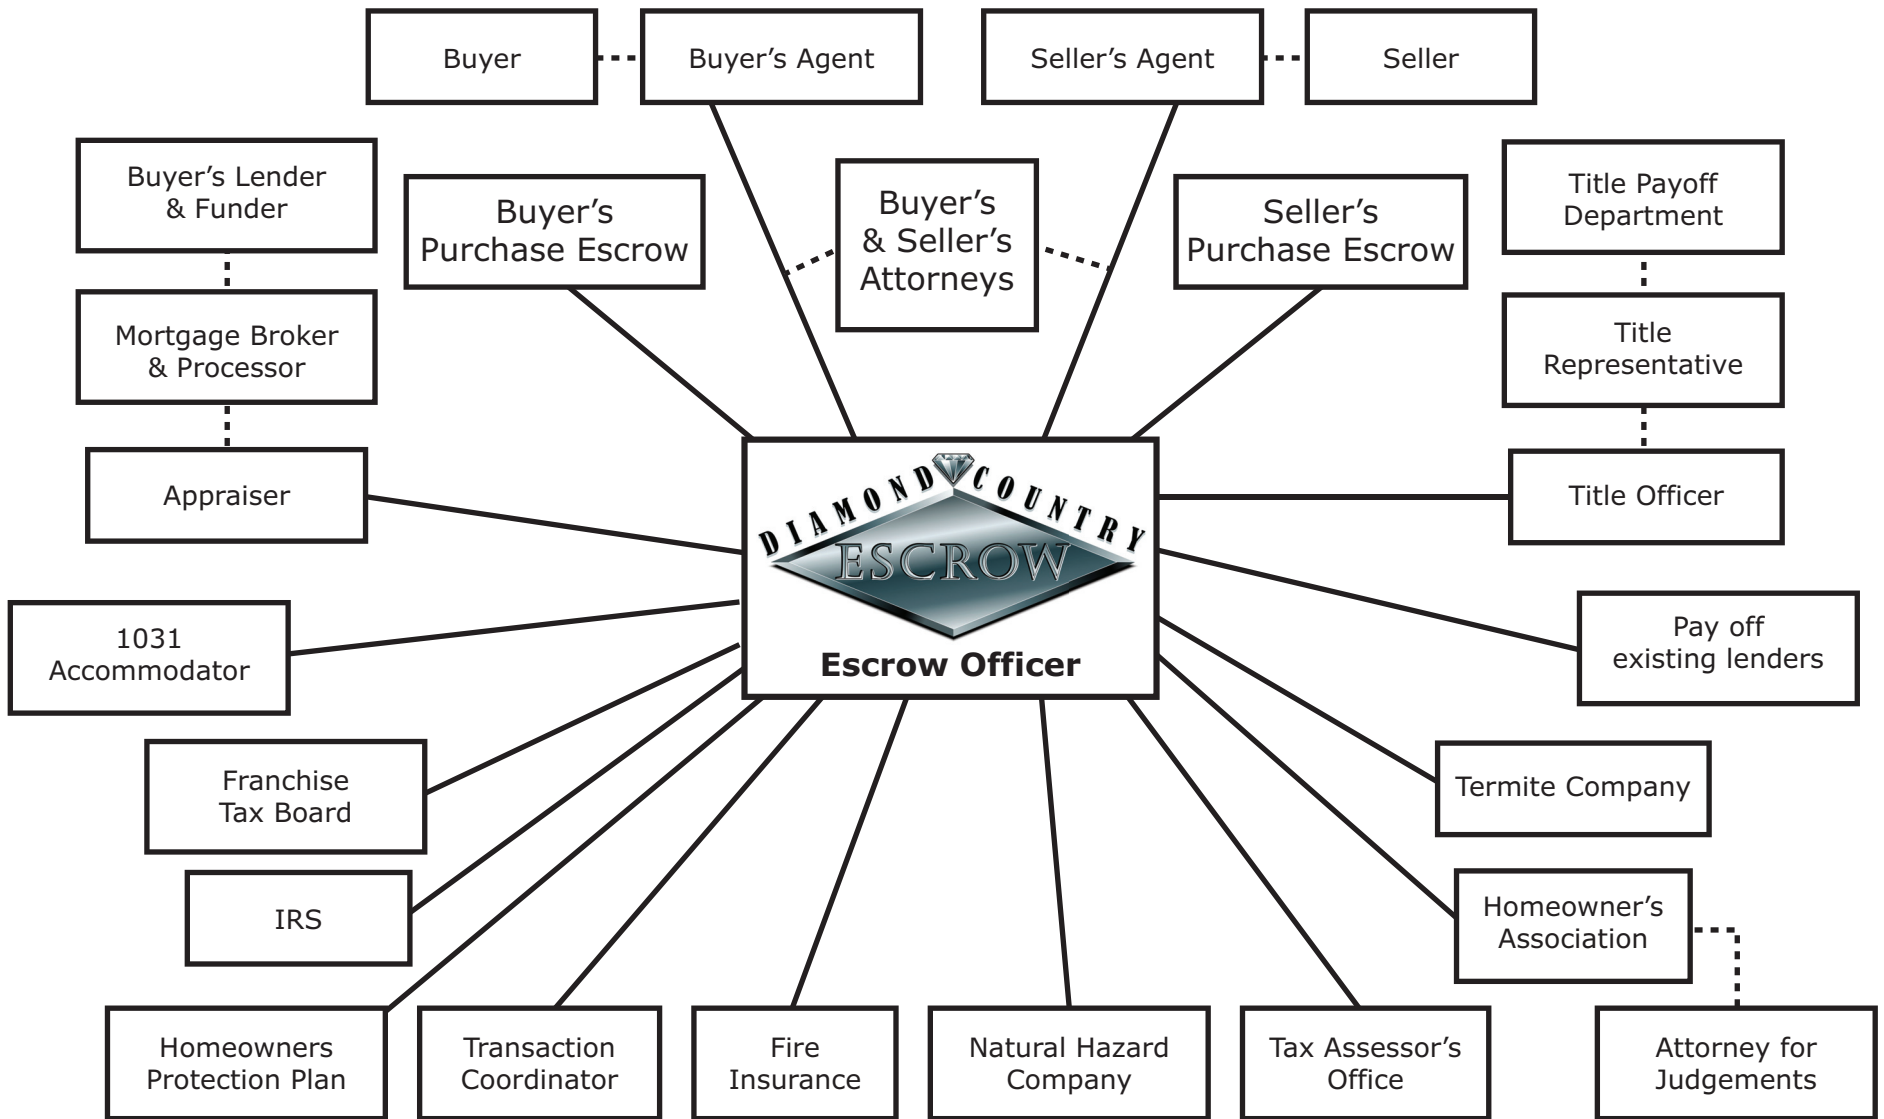 Buyer
Buyer’s Agent
Seller’s Agent
Seller
Buyer’s Lender
& Funder
Buyer’s
Purchase Escrow
Buyer’s
& Seller’s
Attorneys
Seller’s
Purchase Escrow
Title Payoff
Department
Mortgage Broker
& Processor
Title
Representative
Appraiser
DIAMOND COUNTRY
ESCROW
Escrow Officer
Title Officer
1031
Accommodator
Pay off
existing lenders
Franchise
Tax Board
Termite Company
IRS
Homeowner’s
Association
Homeowners
Protection Plan
Transaction
Coordinator
Fire
Insurance
Natural Hazard
Company
Tax Assessor’s
Office
Attorney for
Judgements